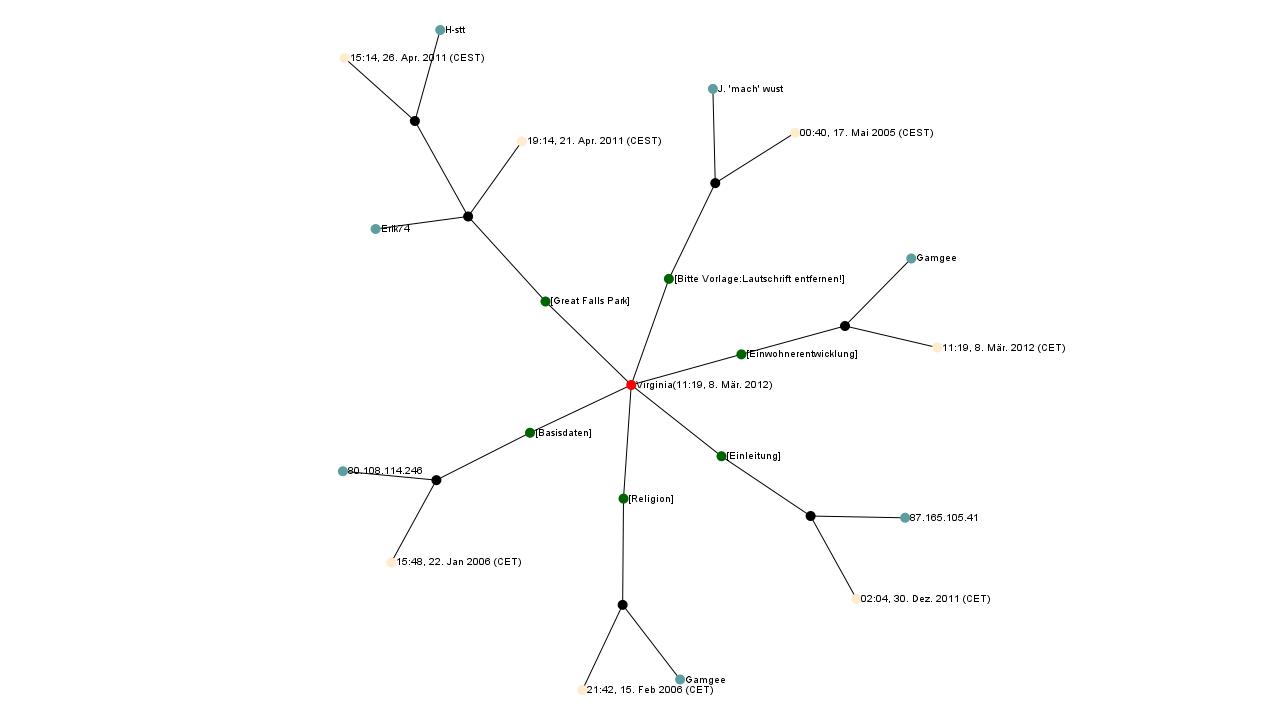 H-stt
15:14, 26. Apr. 2011 (CEST)
J. 'mach' wust
00:40, 17. Mai 2005 (CEST)
19:14, 21. Apr. 2011 (CEST)
Erik74
Gamgee
[Bitte Vorlage:Lautschrift entfernen!]
[Great Falls Park]
11:19, 8. Mär. 2012 (CET)
[Einwohnerentwicklung]
Virginia(11:19, 8. Mär. 2012)
[Basisdaten]
[Einleitung]
80.108.114.246
[Religion]
87.165.105.41
15:48, 22. Jan 2006 (CET)
02:04, 30. Dez. 2011 (CET)
Gamgee
21:42, 15. Feb 2006 (CET)